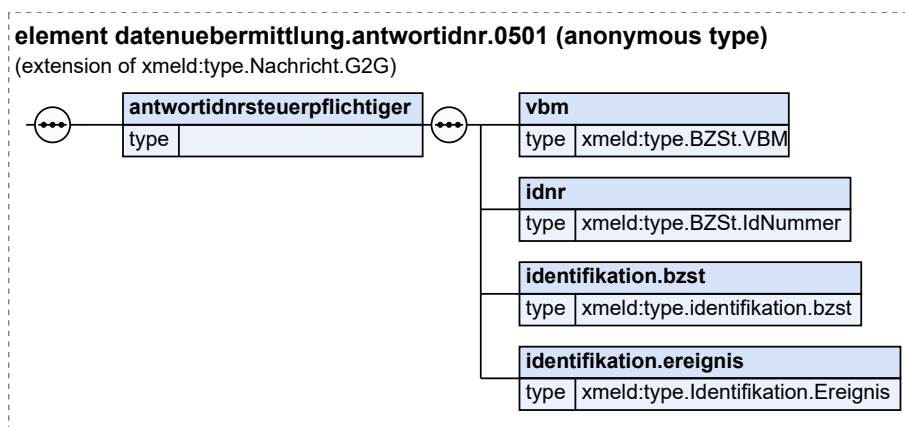 element datenuebermittlung.antwortidnr.0501 (anonymous type)
(extension of xmeld:type.Nachricht.G2G)
antwortidnrsteuerpflichtiger
type
vbm
type xmeld:type.BZSt.VBM
idnr
type xmeld:type.BZSt.IdNummer
identifikation.bzst
type xmeld:type.identifikation.bzst
identifikation.ereignis
type xmeld:type.Identifikation.Ereignis